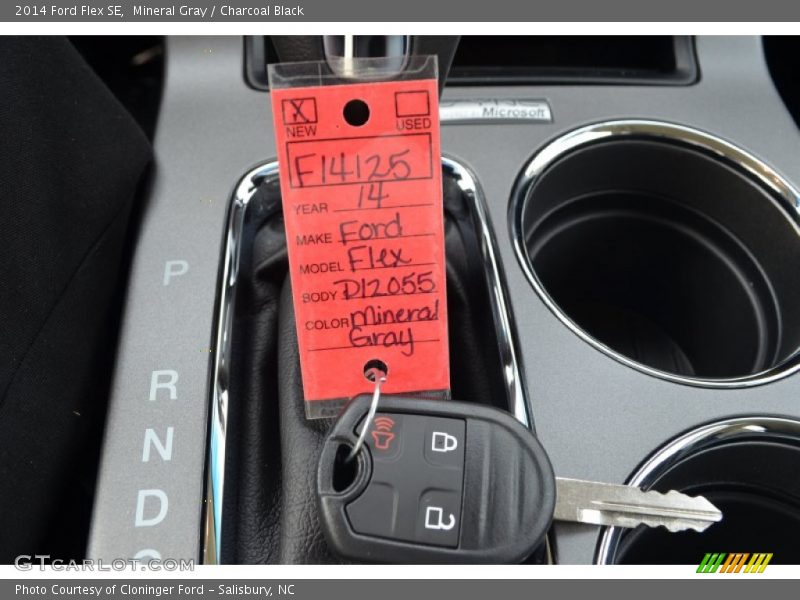 2014 Ford Flex SE, Mineral Gray / Charcoal Black
X
NEW
USED
F14125
YEAR 14
MAKE Ford
MODEL Flex
BODY D12055
COLOR Mineral
Gray
Microsoft
P
R
N
D
GTCARLOT.COM
Photo Courtesy of Cloninger Ford - Salisbury, NC